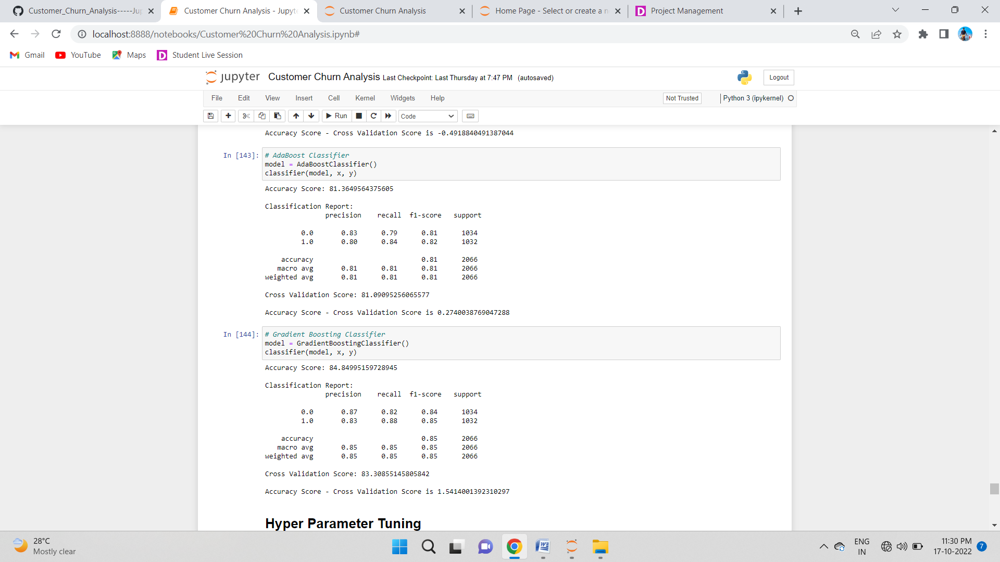 Customer_Churn_Analysis-----Jup
Customer Churn Analysis - Jupyte
Customer Churn Analysis
Home Page - Select or create a n
Project Management
localhost:8888/notebooks/Customer%20Churn%20Analysis.ipynb#
Gmail YouTube Maps Student Live Session
jupyter Customer Churn Analysis Last Checkpoint: Last Thursday at 7:47 PM (autosaved) Logout
File Edit View Insert Cell Kernel Widgets Help Not Trusted Python 3 (ipykernel)
Run Code
Accuracy Score - Cross Validation Score is -0.4918840491387044
In [143]: # AdaBoost Classifier
model = AdaBoostClassifier()
classifier(model, x, y)
Accuracy Score: 81.3649564375605
Classification Report:
precision recall f1-score support
0.0 0.83 0.79 0.81 1034
1.0 0.80 0.84 0.82 1032
accuracy 0.81 2066
macro avg 0.81 0.81 0.81 2066
weighted avg 0.81 0.81 0.81 2066
Cross Validation Score: 81.09095256065577
Accuracy Score - Cross Validation Score is 0.2740038769047288
In [144]: # Gradient Boosting Classifier
model = GradientBoostingClassifier()
classifier(model, x, y)
Accuracy Score: 84.84995159728945
Classification Report:
precision recall f1-score support
0.0 0.87 0.82 0.84 1034
1.0 0.83 0.88 0.85 1032
accuracy 0.85 2066
macro avg 0.85 0.85 0.85 2066
weighted avg 0.85 0.85 0.85 2066
Cross Validation Score: 83.30855145805842
Accuracy Score - Cross Validation Score is 1.5414001392310297
Hyper Parameter Tuning
28°C
Mostly clear
ENG
IN
11:30 PM
17-10-2022
7